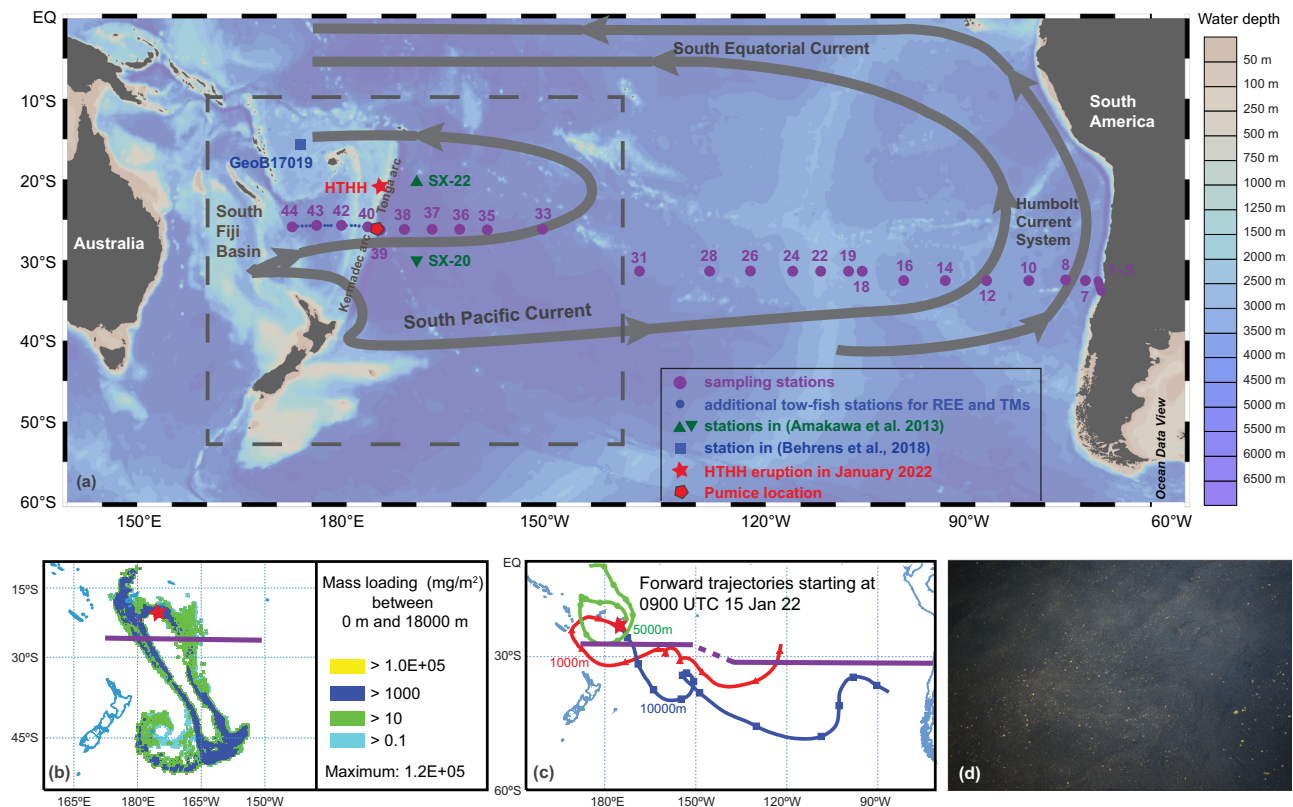 Water depth
EQ
10°S
20°S
30°S
40°S
50°S
60°S
South Equatorial Current
South
America
Australia
GeoB17019
HTHH
SX-22
Tonga arc
44
43
42
40
38
37
36
35
33
39
South
Fiji
Basin
SX-20
Kermadec arc
Humbolt
Current
System
31
28
26
24
22
19
18
16
14
12
10
8
7
South Pacific Current
sampling stations
additional tow-fish stations for REE and TMs
stations in (Amakawa et al. 2013)
station in (Behrens et al., 2018)
HTHH eruption in January 2022
Pumice location
Ocean Data View
(a)
150°E
180°E
150°W
120°W
90°W
60°W
50 m
100 m
250 m
500 m
750 m
1000 m
1500 m
2000 m
2500 m
3000 m
3500 m
4000 m
4500 m
5000 m
5500 m
6000 m
6500 m
15°S
30°S
45°S
(b)
165°E
180°E
165°W
150°W
Mass loading (mg/m²)
between
0 m and 18000 m
> 1.0E+05
> 1000
> 10
> 0.1
Maximum: 1.2E+05
EQ
30°S
60°S
Forward trajectories starting at
0900 UTC 15 Jan 22
5000m
1000m
10000m
(c)
180°E
150°W
120°W
90°W
(d)